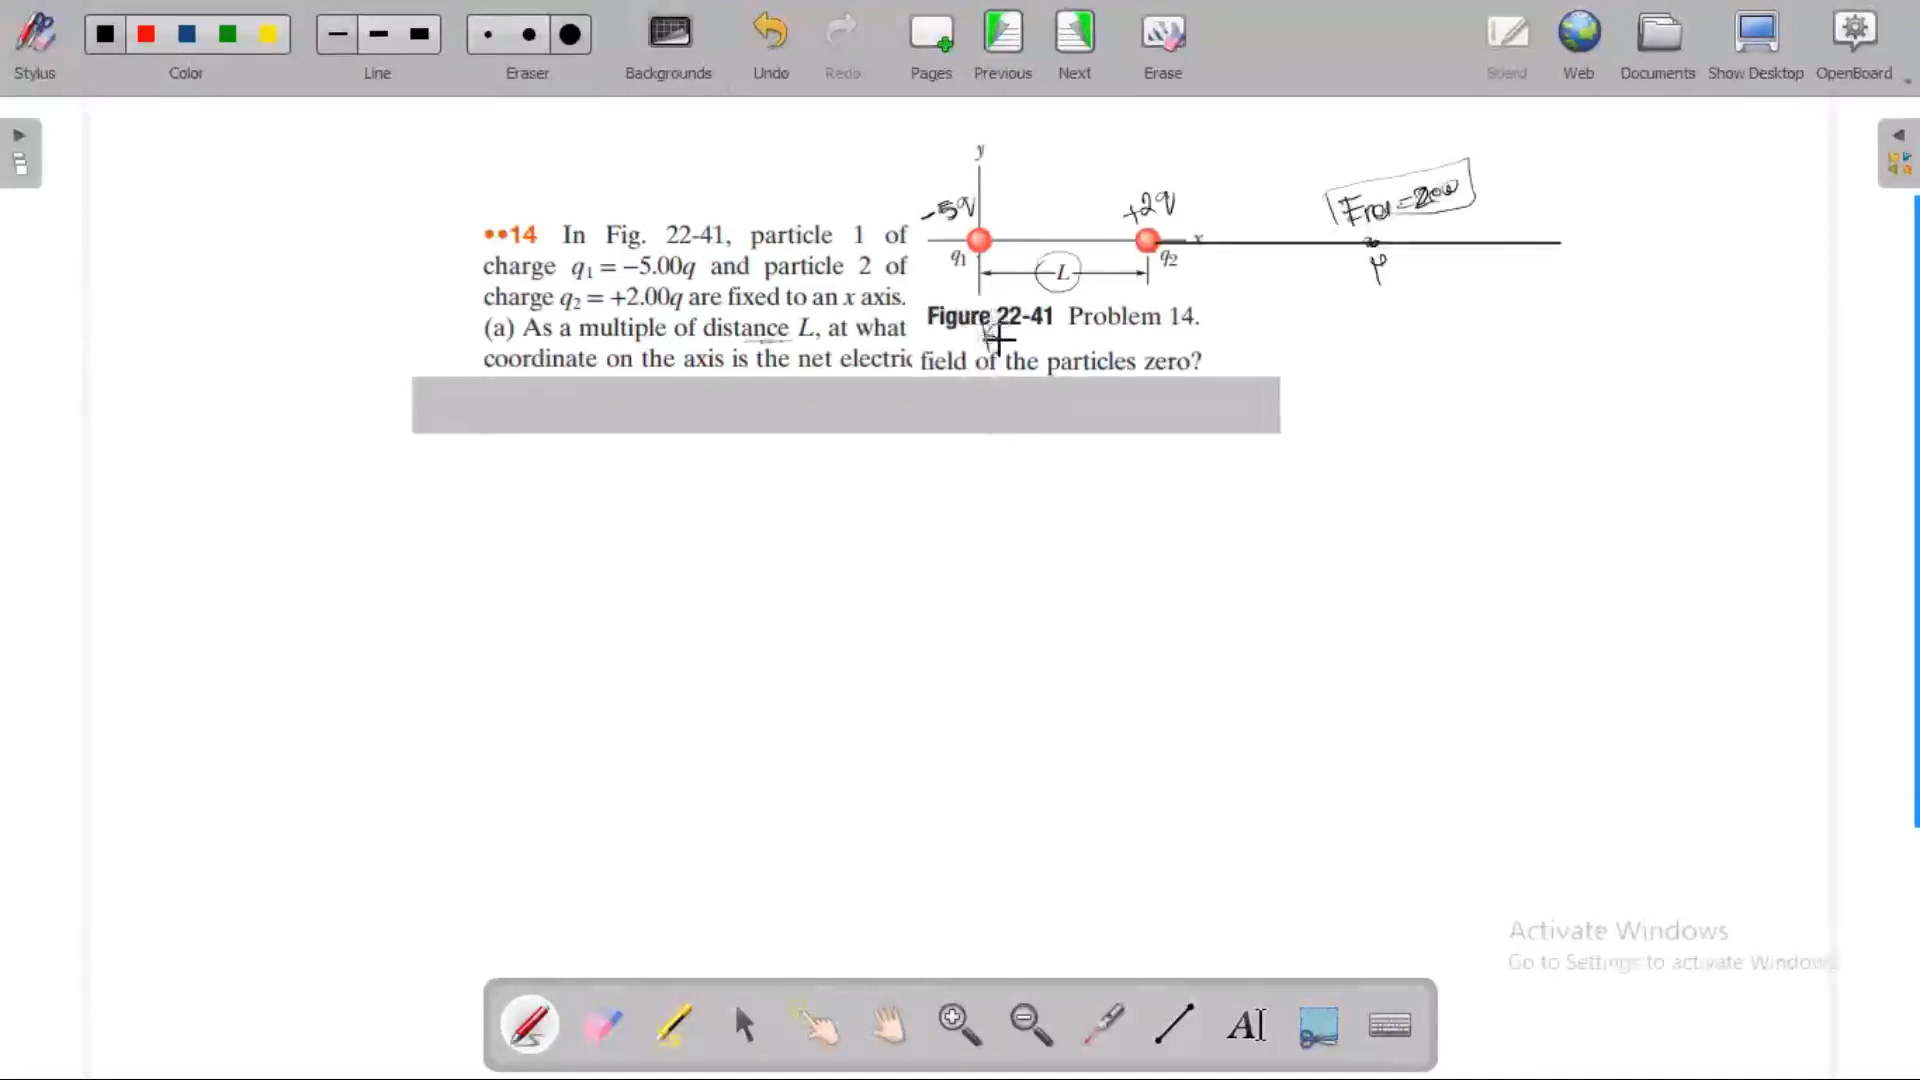 Stylus
Color
Line
Eraser
Backgrounds
Undo
Redo
Pages
Previous
Next
Erase
Board
Web
Documents
Show Desktop
OpenBoard
y
-5q
+2q
x
q1
q2
L
P
••14 In Fig. 22-41, particle 1 of
charge q₁ = −5.00q and particle 2 of
charge q₂ = +2.00q are fixed to an x axis.
(a) As a multiple of distance L, at what
coordinate on the axis is the net electric field of the particles zero?
Figure 22-41 Problem 14.
Activate Windows
Go to Settings to activate Windows